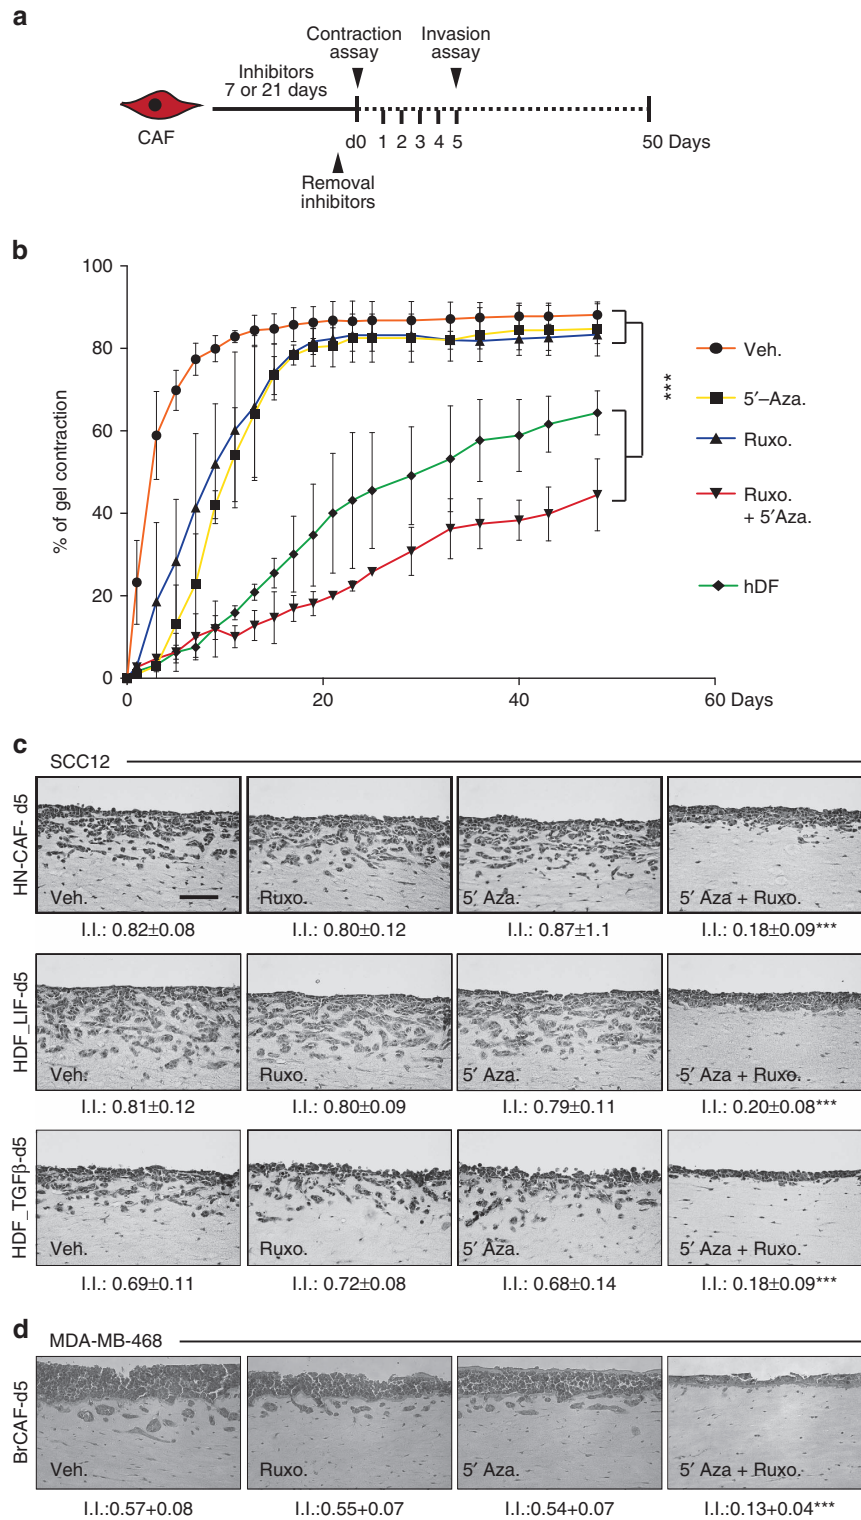 a
Contraction assay
Invasion assay
Inhibitors
7 or 21 days
CAF
d0 1 2 3 4 5 50 Days
Removal inhibitors
b
% of gel contraction
100
80
60
40
20
0
0 20 40 60 Days
***
Veh.
5′–Aza.
Ruxo.
Ruxo.
+ 5′Aza.
hDF
c
SCC12
HN-CAF- d5
Veh. Ruxo. 5′ Aza. 5′ Aza + Ruxo.
I.I.: 0.82±0.08 I.I.: 0.80±0.12 I.I.: 0.87±1.1 I.I.: 0.18±0.09***
HDF_LIF-d5
Veh. Ruxo. 5′ Aza. 5′ Aza + Ruxo.
I.I.: 0.81±0.12 I.I.: 0.80±0.09 I.I.: 0.79±0.11 I.I.: 0.20±0.08***
HDF_TGFβ-d5
Veh. Ruxo. 5′ Aza. 5′ Aza + Ruxo.
I.I.: 0.69±0.11 I.I.: 0.72±0.08 I.I.: 0.68±0.14 I.I.: 0.18±0.09***
d
MDA-MB-468
BrCAF-d5
Veh. Ruxo. 5′ Aza. 5′ Aza + Ruxo.
I.I.:0.57+0.08 I.I.:0.55+0.07 I.I.:0.54+0.07 I.I.:0.13+0.04***